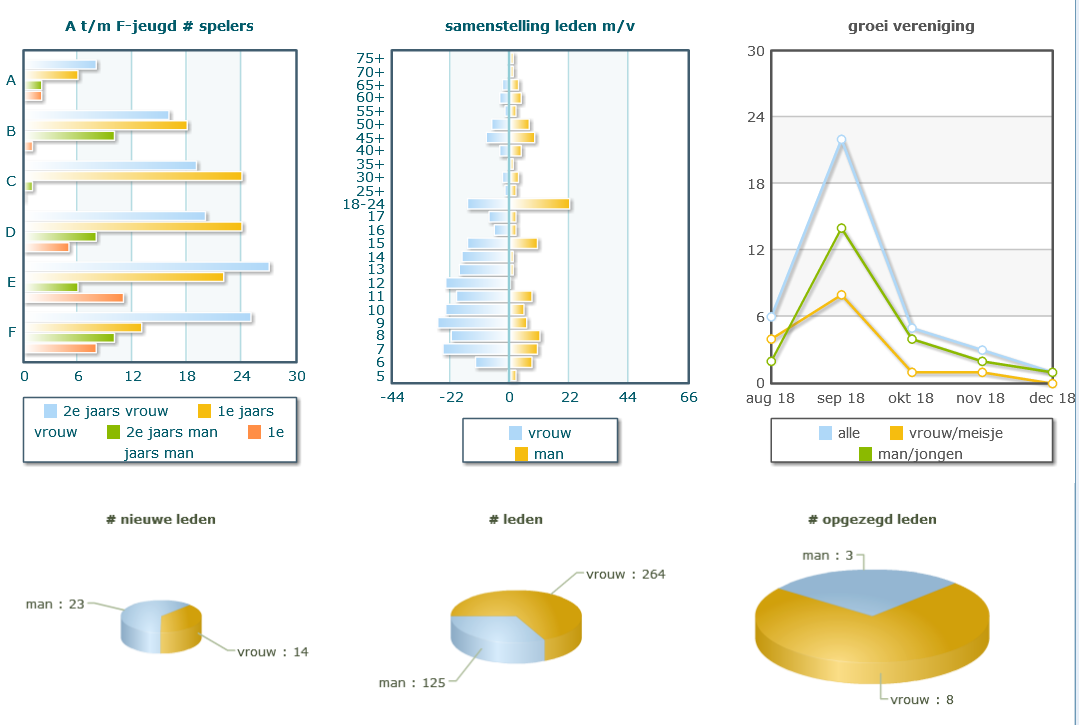 A t/m F-jeugd # spelers
A
B
C
D
E
F
0 6 12 18 24 30
2e jaars vrouw 1e jaars
vrouw 2e jaars man 1e
jaars man
samenstelling leden m/v
75+
70+
65+
60+
55+
50+
45+
40+
35+
30+
25+
18-24
17
16
15
14
13
12
11
10
9
8
7
6
5
-44 -22 0 22 44 66
vrouw
man
groei vereniging
30
24
18
12
6
0
aug 18 sep 18 okt 18 nov 18 dec 18
alle vrouw/meisje
man/jongen
# nieuwe leden
man : 23
vrouw : 14
# leden
vrouw : 264
man : 125
# opgezegd leden
man : 3
vrouw : 8